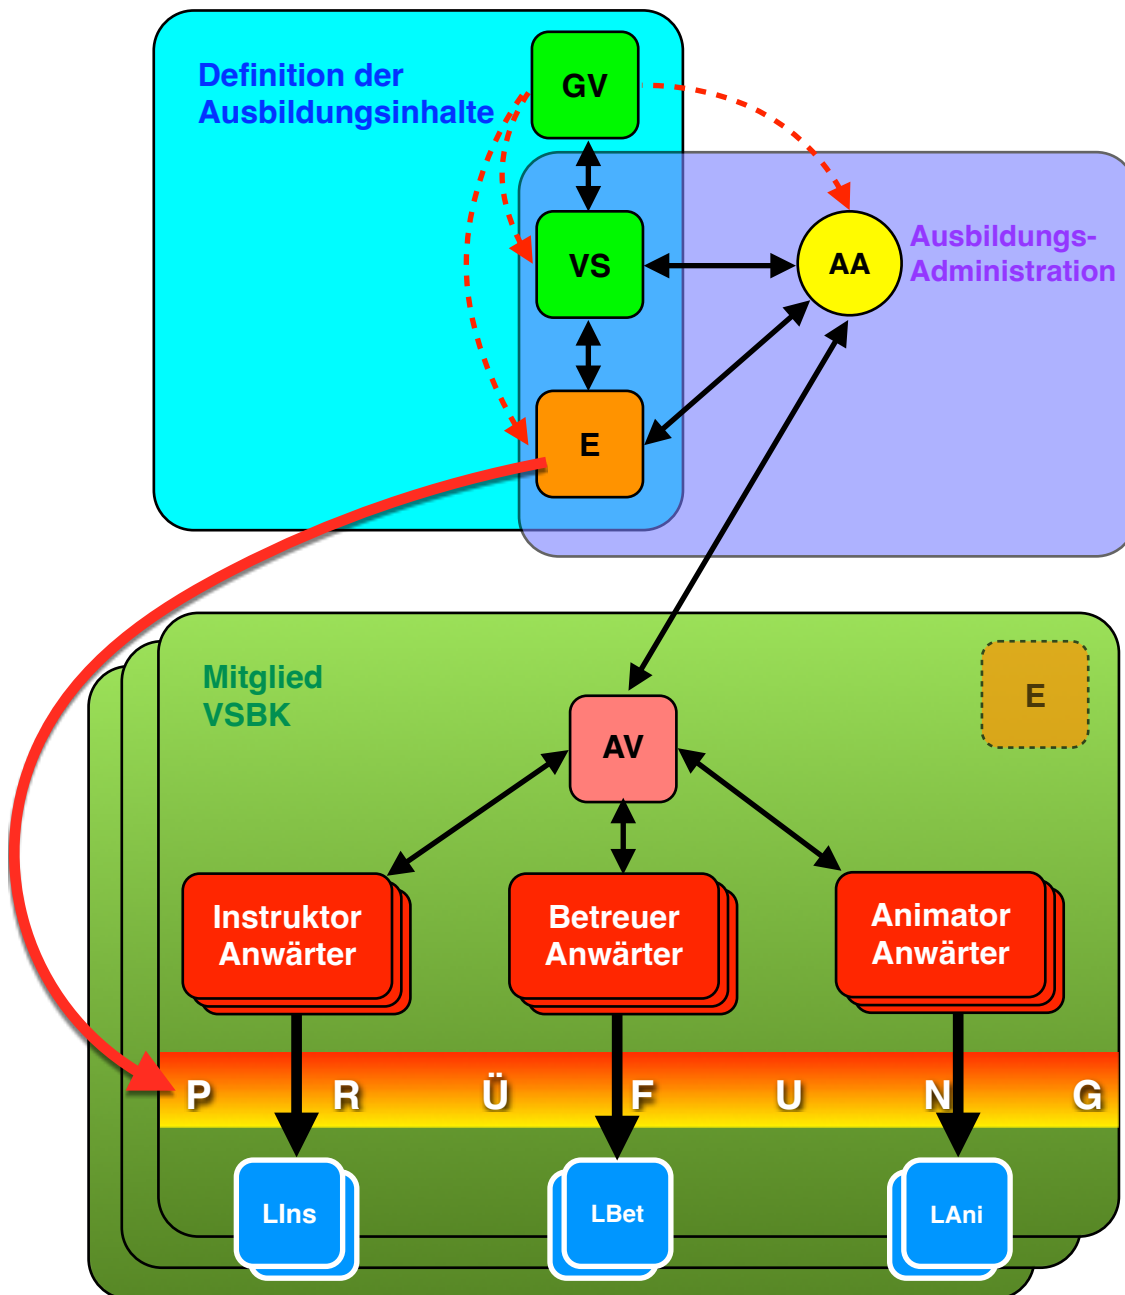 Definition der
Ausbildungsinhalte
GV
VS
AA
Ausbildungs-
Administration
E
Mitglied
VSBK
E
AV
Instruktor
Anwärter
Betreuer
Anwärter
Animator
Anwärter
P R Ü F U N G
LIns
LBet
LAni